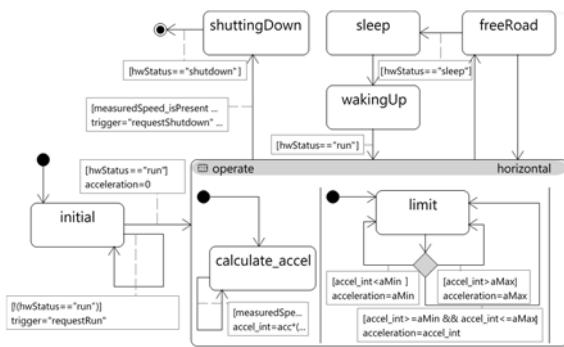 shuttingDown
sleep
freeRoad
[hwStatus=="shutdown" ]
[hwStatus=="sleep"]
[measuredSpeed_isPresent ...
trigger="requestShutdown" ...
wakingUp
[hwStatus=="run"]
[hwStatus=="run"]
acceleration=0
operate
horizontal
initial
limit
calculate_accel
[accel_int<aMin ]
acceleration=aMin
[accel_int>aMax]
acceleration=aMax
[!(hwStatus=="run")]
trigger="requestRun"
[measuredSpe...
accel_int=acc*(...
[accel_int>=aMin && accel_int<=aMax]
acceleration=accel_int